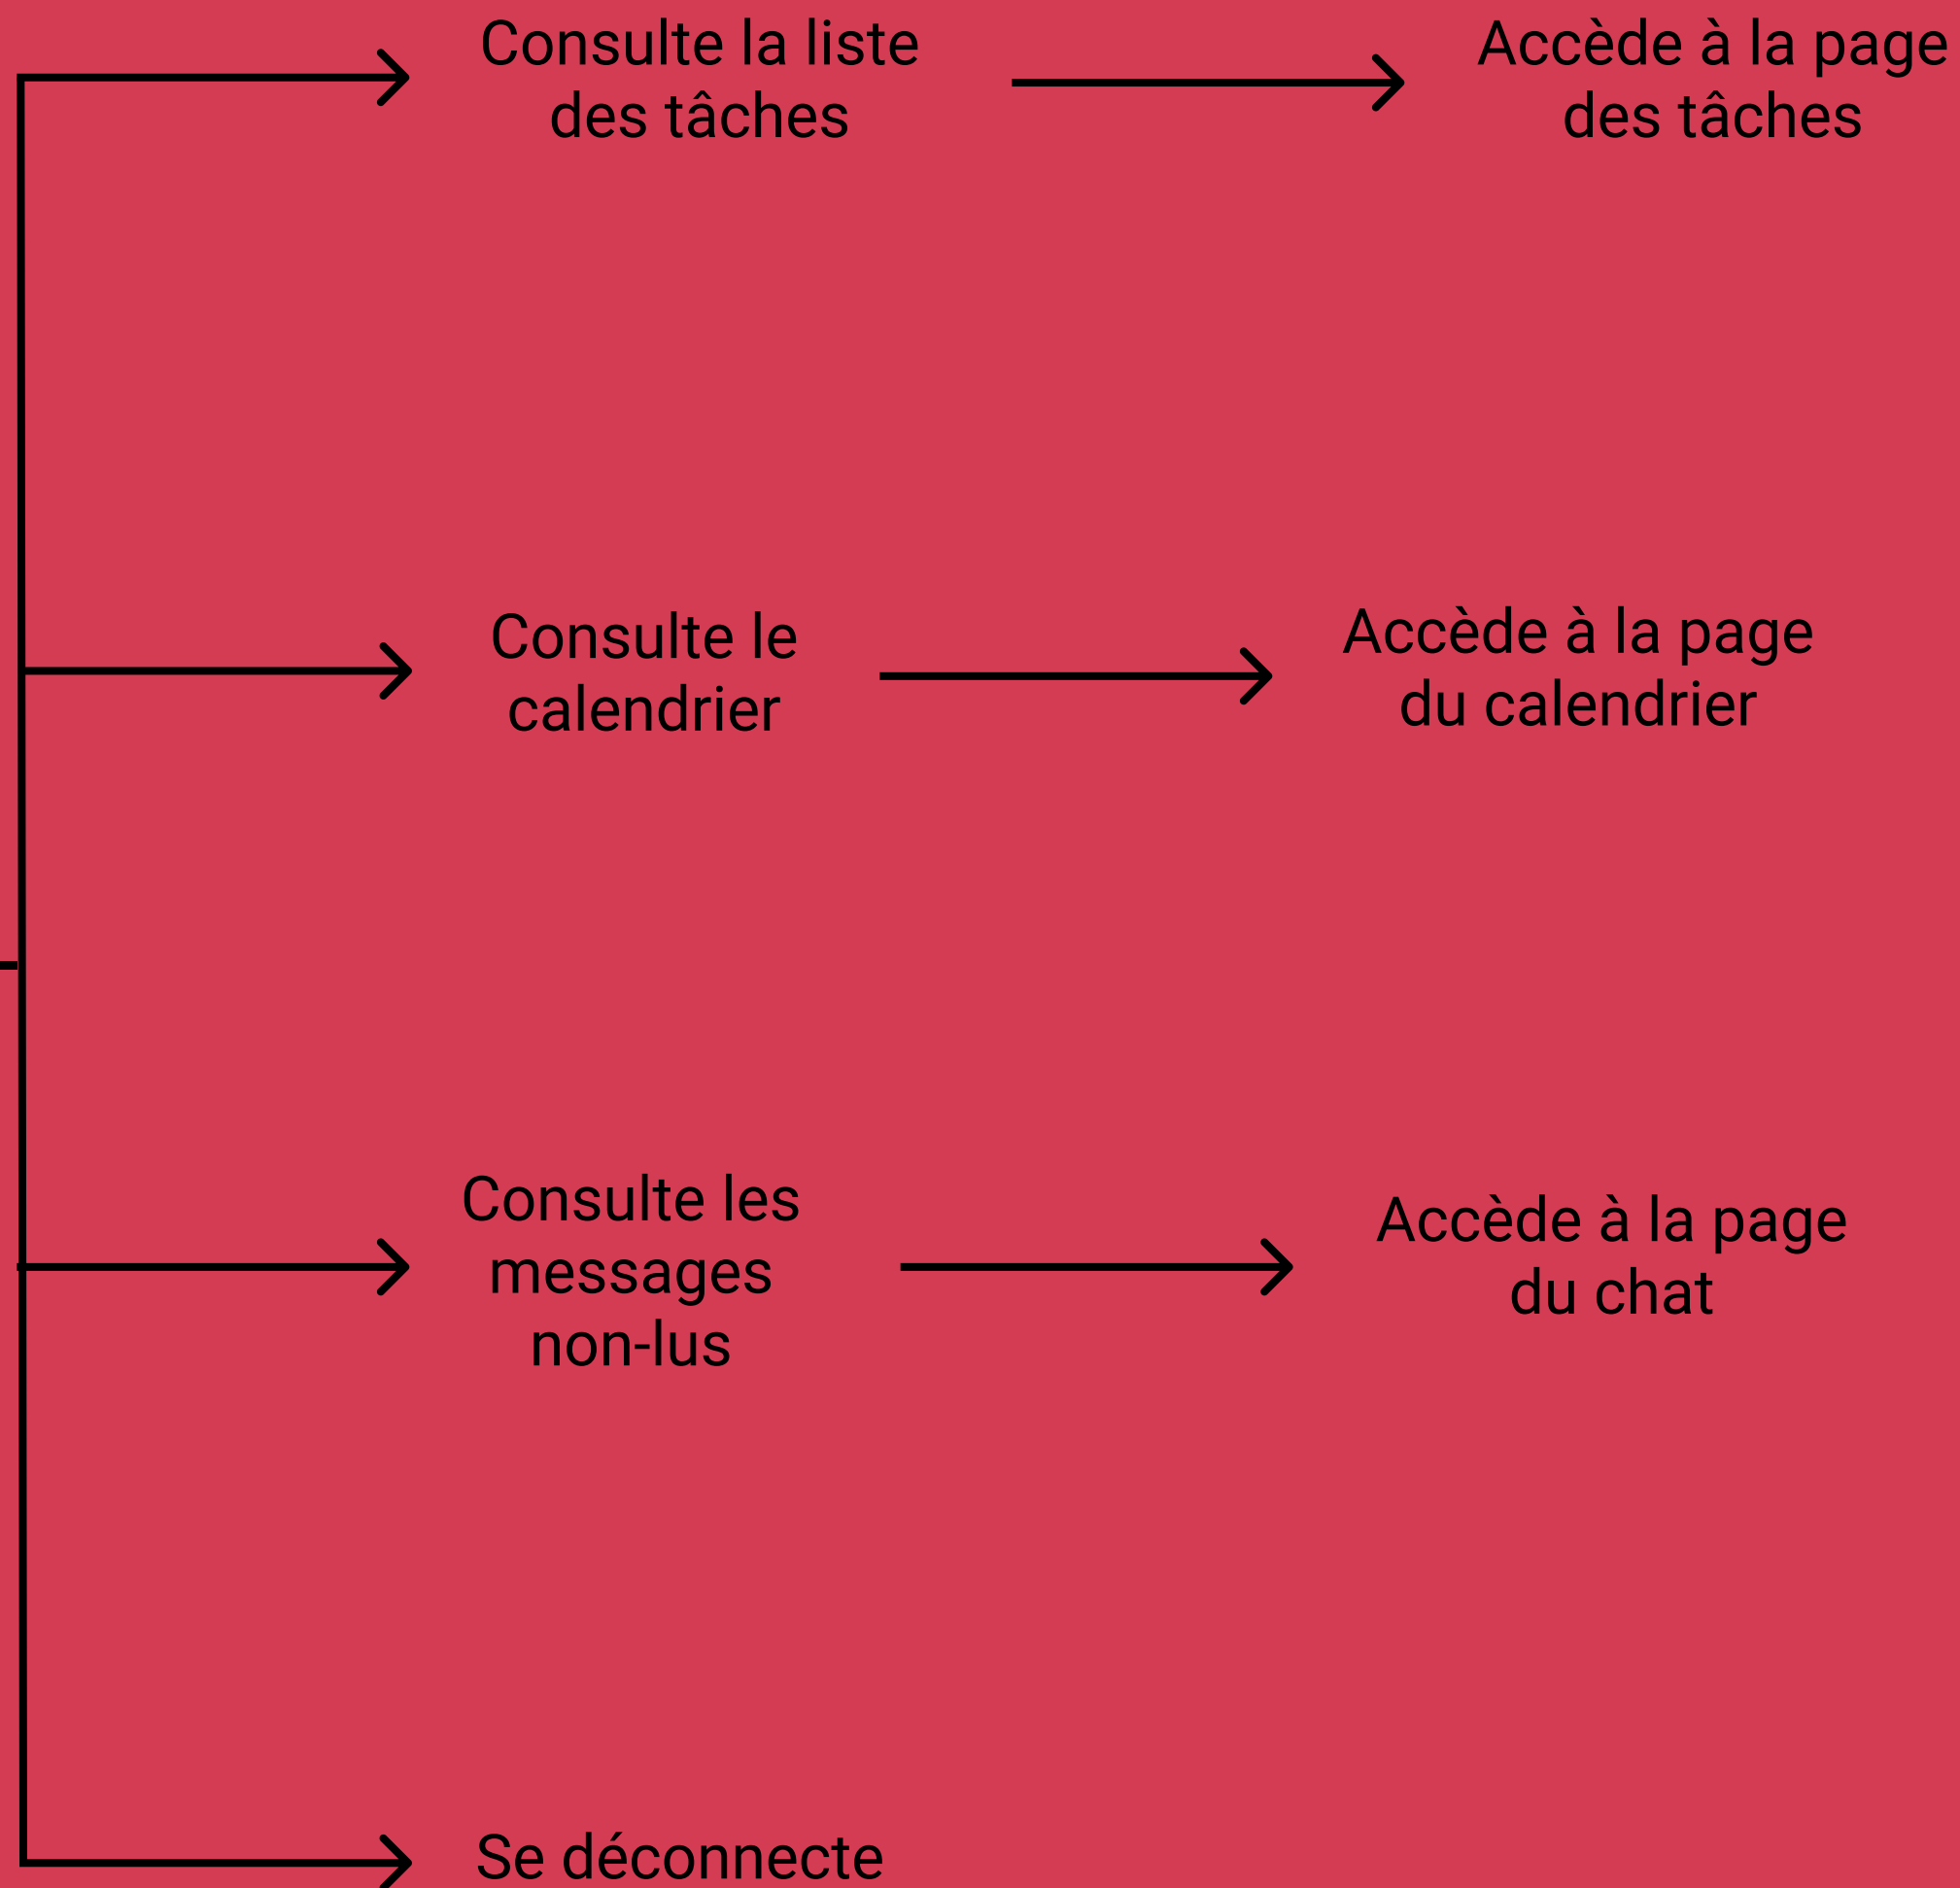 Consulte la liste
des tâches
Accède à la page
des tâches
Consulte le
calendrier
Accède à la page
du calendrier
Consulte les
messages
non-lus
Accède à la page
du chat
Se déconnecte